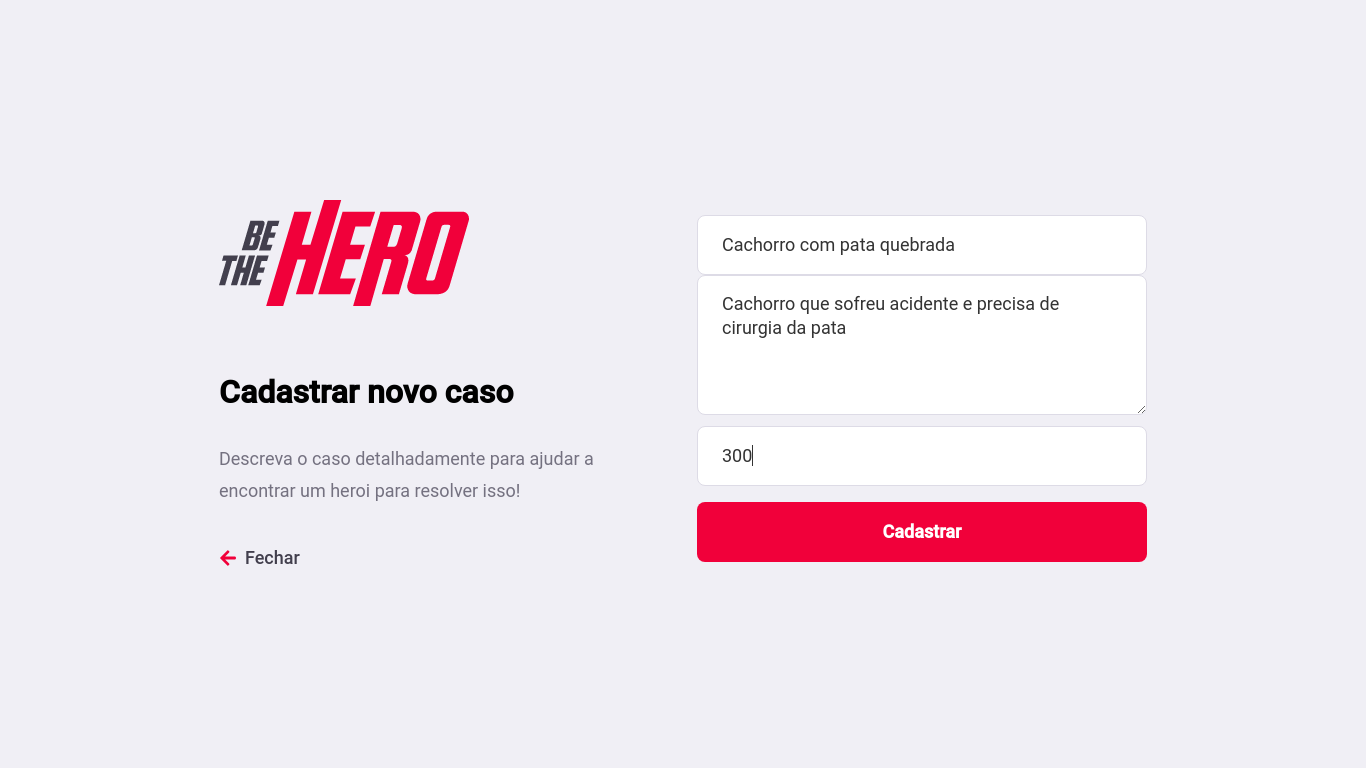 BE
THE
HERO
Cadastrar novo caso
Descreva o caso detalhadamente para ajudar a
encontrar um heroi para resolver isso!
Fechar
Cachorro com pata quebrada
Cachorro que sofreu acidente e precisa de
cirurgia da pata
300
Cadastrar